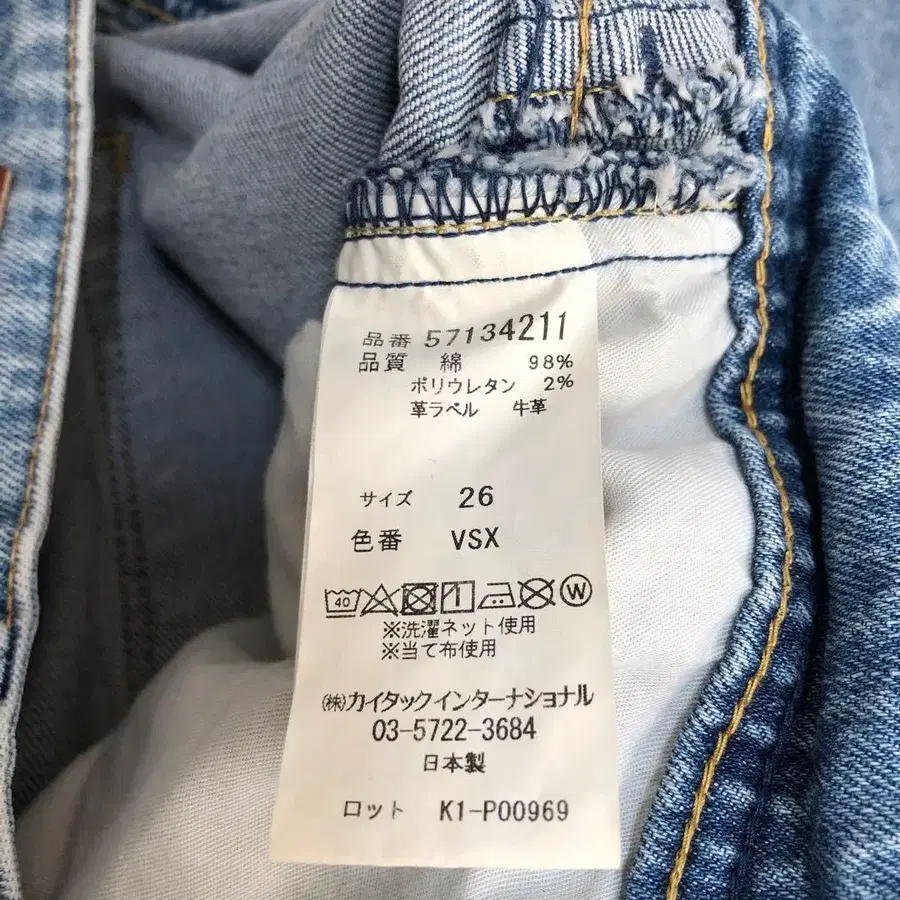 品番 57134211
品質 綿 98%
ポリウレタン 2%
革ラベル 牛革
サイズ 26
色番 VSX
40 W
※洗濯ネット使用
※当て布使用
㈱カイタックインターナショナル
03-5722-3684
日本製
ロット K1-P00969